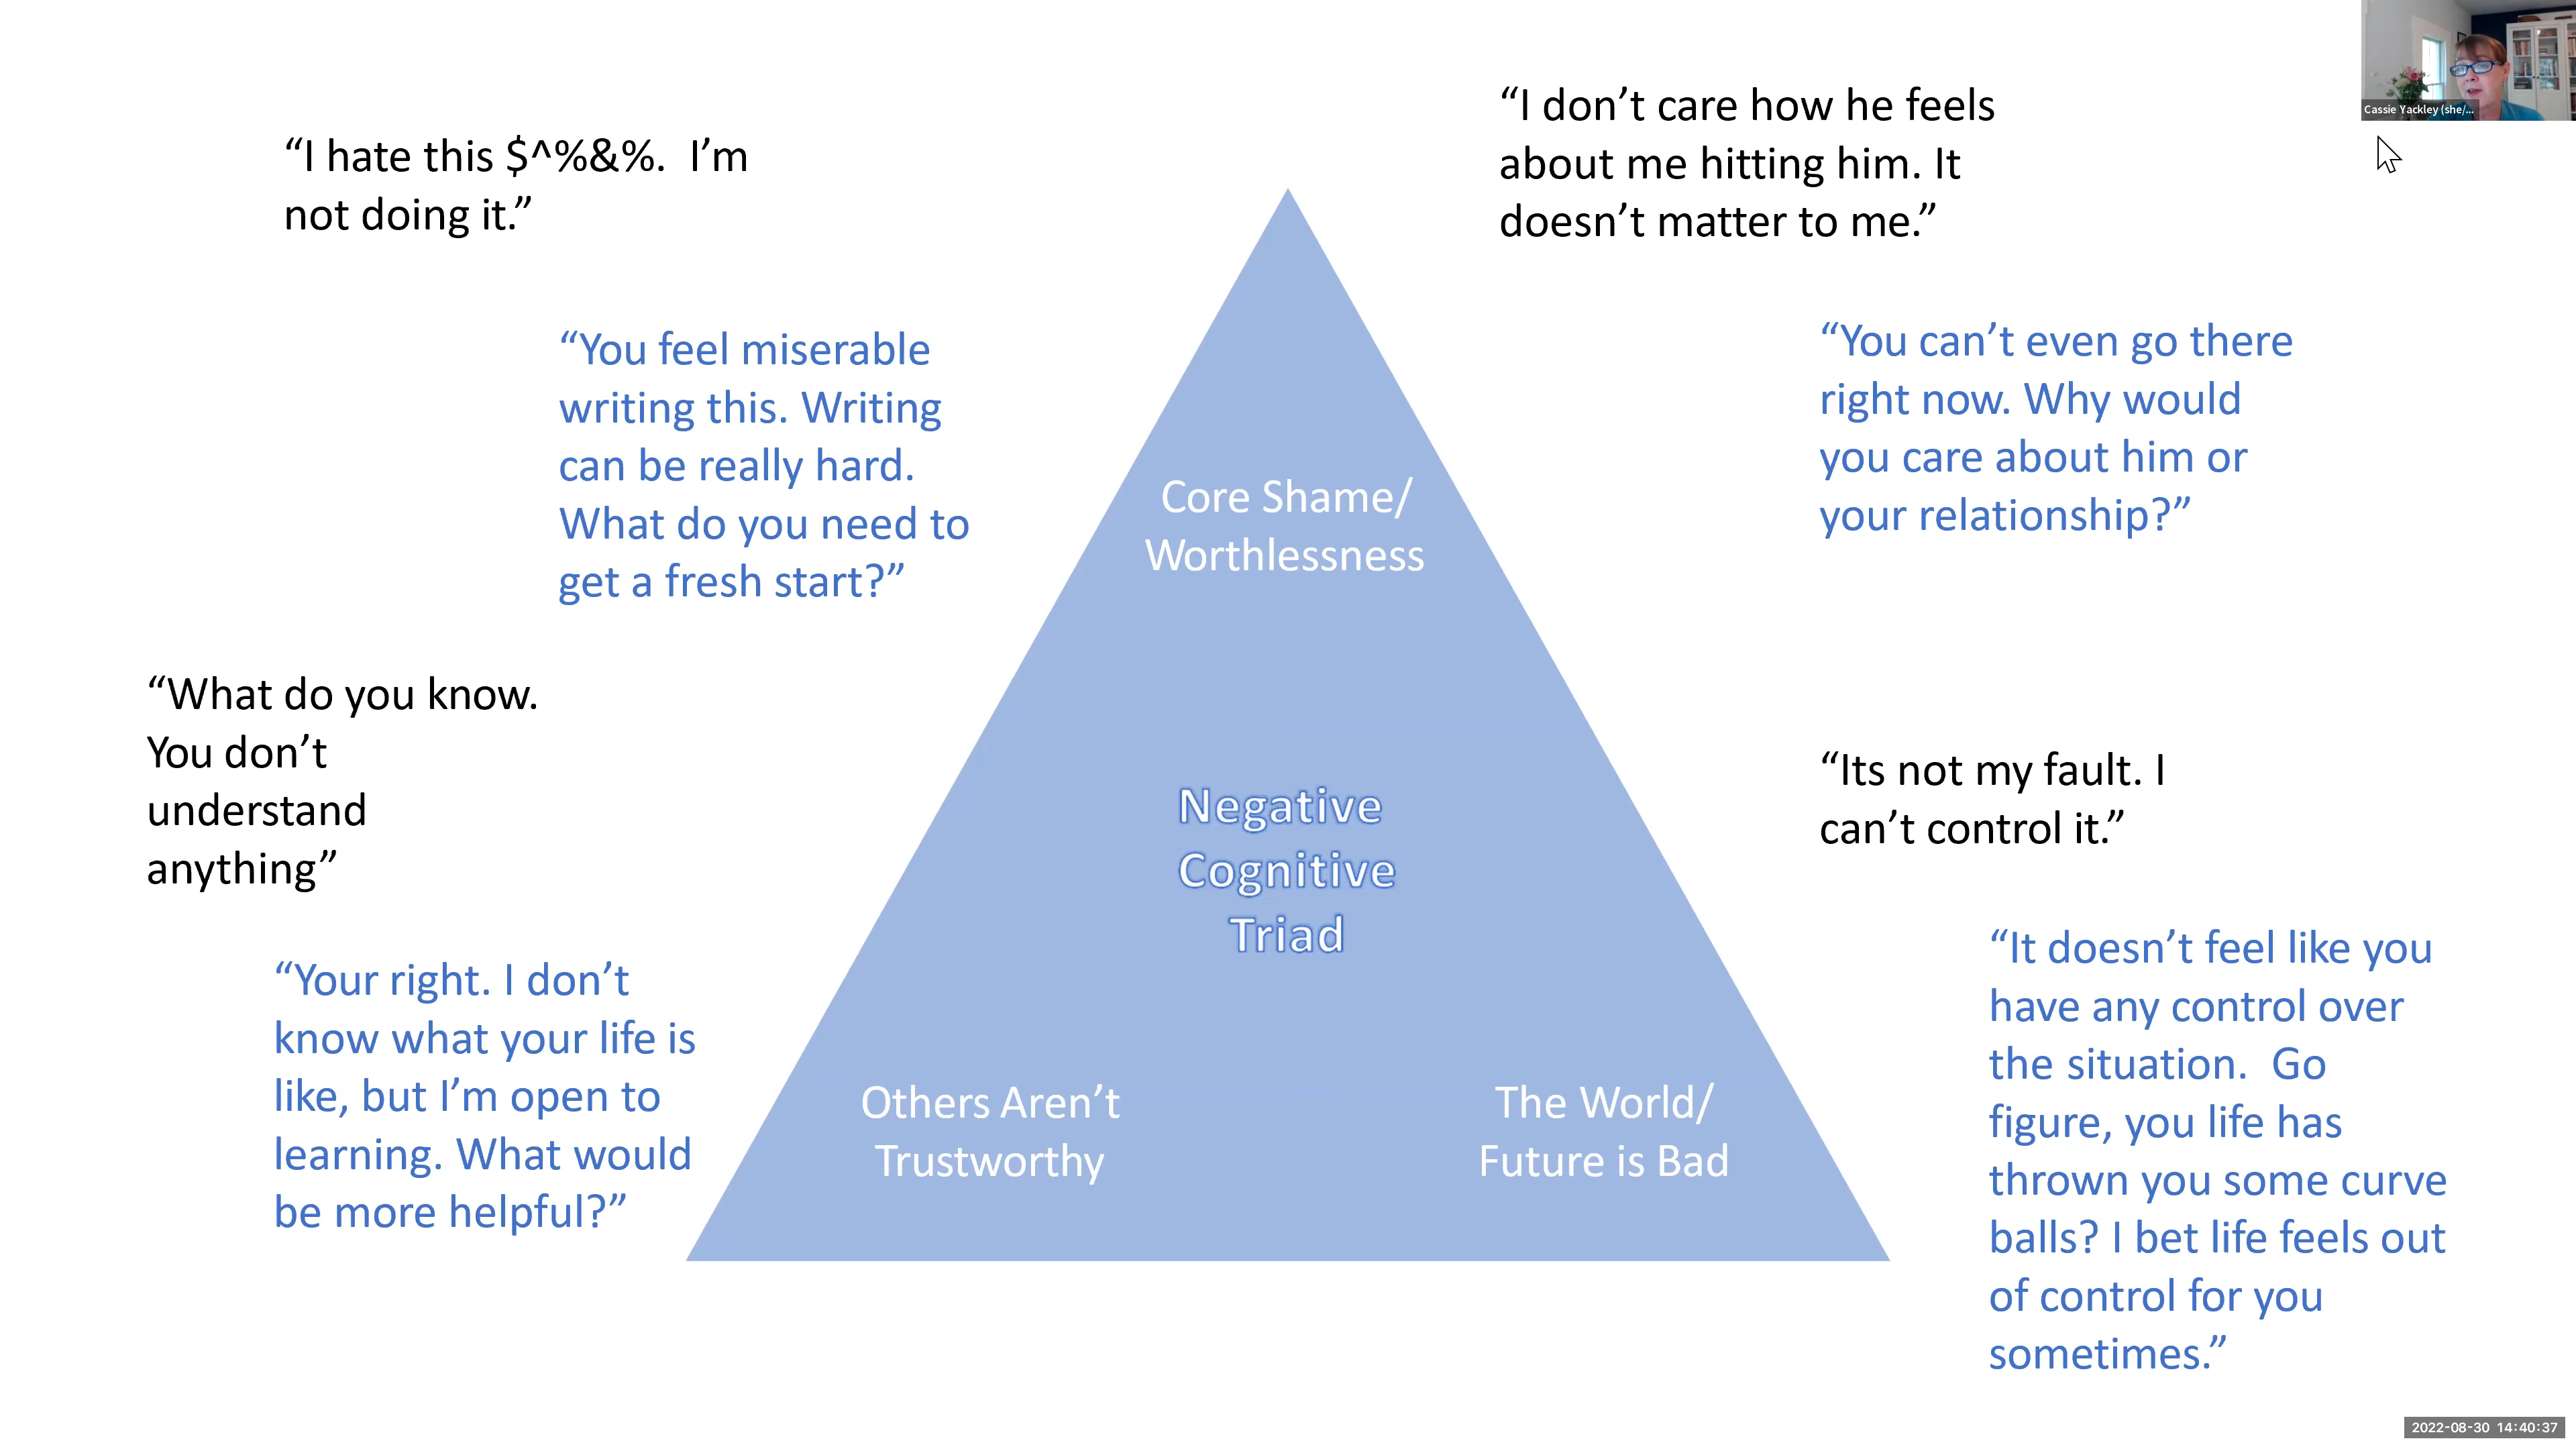 “I hate this $^%&%.  I’m
not doing it.”
“I don’t care how he feels
about me hitting him. It
doesn’t matter to me.”
Cassie Yackley (she/...
“You feel miserable
writing this. Writing
can be really hard.
What do you need to
get a fresh start?”
“You can’t even go there
right now. Why would
you care about him or
your relationship?”
Core Shame/
Worthlessness
“What do you know.
You don’t
understand
anything”
Negative
Cognitive
Triad
“Its not my fault. I
can’t control it.”
“Your right. I don’t
know what your life is
like, but I’m open to
learning. What would
be more helpful?”
Others Aren’t
Trustworthy
The World/
Future is Bad
“It doesn’t feel like you
have any control over
the situation.  Go
figure, you life has
thrown you some curve
balls? I bet life feels out
of control for you
sometimes.”
2022-08-30 14:40:37